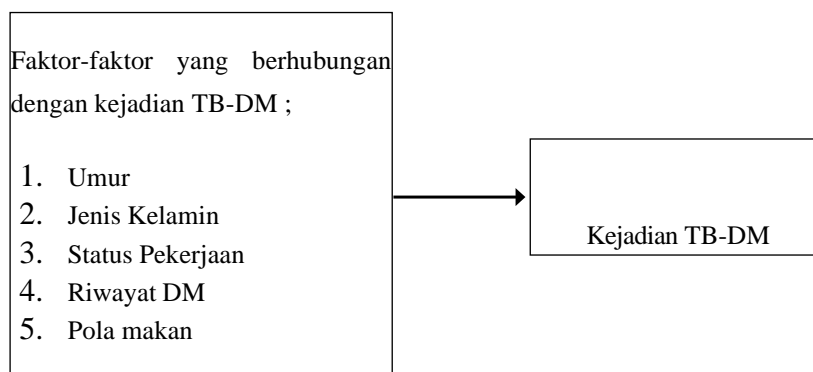 Faktor-faktor yang berhubungan
dengan kejadian TB-DM ;
1. Umur
2. Jenis Kelamin
3. Status Pekerjaan
4. Riwayat DM
5. Pola makan
Kejadian TB-DM